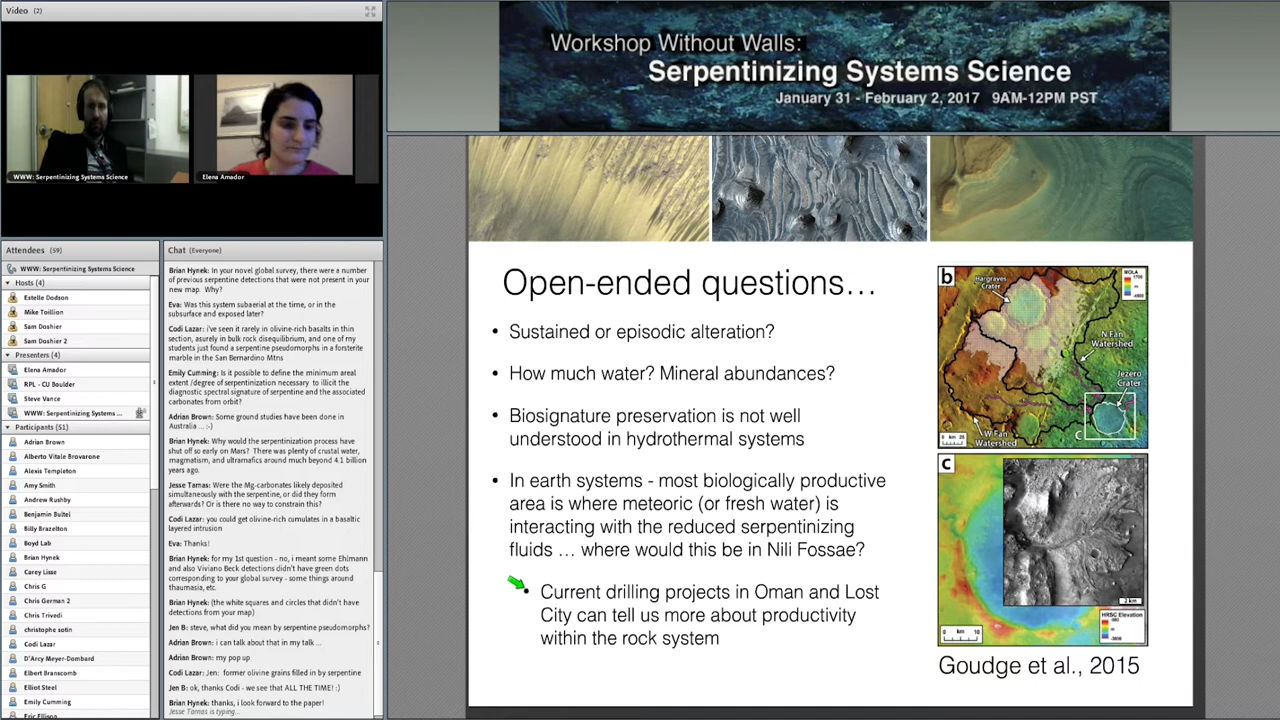 Video (2)
WWW: Serpentinizing Systems Science
Elena Amador
Attendees (59)
WWW: Serpentinizing Systems Science
Hosts (4)
Estelle Dodson
Mike Toillion
Sam Doshier
Sam Doshier 2
Presenters (4)
Elena Amador
RPL - CU Boulder
Steve Vance
WWW: Serpentinizing Systems ...
Participants (51)
Adrian Brown
Alberto Vitale Brovarone
Alexis Templeton
Amy Smith
Andrew Rushby
Benjamin Bultel
Billy Brazelton
Boyd Lab
Brian Hynek
Carey Lisse
Chris G
Chris German 2
Chris Trivedi
christophe sotin
Codi Lazar
D'Arcy Meyer-Dombard
Elbert Branscomb
Elliot Steel
Emily Cumming
Eric Ellison
Chat (Everyone)
Brian Hynek: In your novel global survey, there were a number
of previous serpentine detections that were not present in your
new map. Why?
Eva: Was this system subaerial at the time, or in the
subsurface and exposed later?
Codi Lazar: i've seen it rarely in olivine-rich basalts in thin
section, asurely in bulk rock disequilibrium, and one of my
students just found a serpentine pseudomorphs in a forsterite
marble in the San Bernardino Mtns
Emily Cumming: Is it possible to define the minimum areal
extent /degree of serpentinization necessary to illicit the
diagnostic spectral signature of serpentine and the associated
carbonates from orbit?
Adrian Brown: Some ground studies have been done in
Australia ... :-)
Brian Hynek: Why would the serpentinization process have
shut off so early on Mars? There was plenty of crustal water,
magmatism, and ultramafics around much beyond 4.1 billion
years ago.
Jesse Tarnas: Were the Mg-carbonates likely deposited
simultaneously with the serpentine, or did they form
afterwards? Or is there no way to constrain this?
Codi Lazar: you could get olivine-rich cumulates in a basaltic
layered intrusion
Eva: Thanks!
Brian Hynek: for my 1st question - no, i meant some Ehlmann
and also Viviano Beck detections didn't have green dots
corresponding to your global survey - some things around
thaumasia, etc.
Brian Hynek: (the white squares and circles that didn't have
detections from your map)
Jen B: steve, what did you mean by serpentine pseudomorphs?
Adrian Brown: i can talk about that in my talk ...
Adrian Brown: my pop up
Codi Lazar: Jen: former olivine grains filled in by serpentine
Jen B: ok, thanks Codi - we see that ALL THE TIME! :)
Brian Hynek: thanks, i look forward to the paper!
Jesse Tarnas is typing...
Workshop Without Walls:
Serpentinizing Systems Science
January 31 - February 2, 2017 9AM-12PM PST
Open-ended questions...
• Sustained or episodic alteration?
• How much water? Mineral abundances?
• Biosignature preservation is not well
understood in hydrothermal systems
• In earth systems - most biologically productive
area is where meteoric (or fresh water) is
interacting with the reduced serpentinizing
fluids ... where would this be in Nili Fossae?
• Current drilling projects in Oman and Lost
City can tell us more about productivity
within the rock system
b
Hargraves
Crater
MOLA
N Fan
Watershed
Jezero
Crater
W Fan
Watershed
C
0 km 25
c
2 km
HRSC Elevation
0 km 10
Goudge et al., 2015